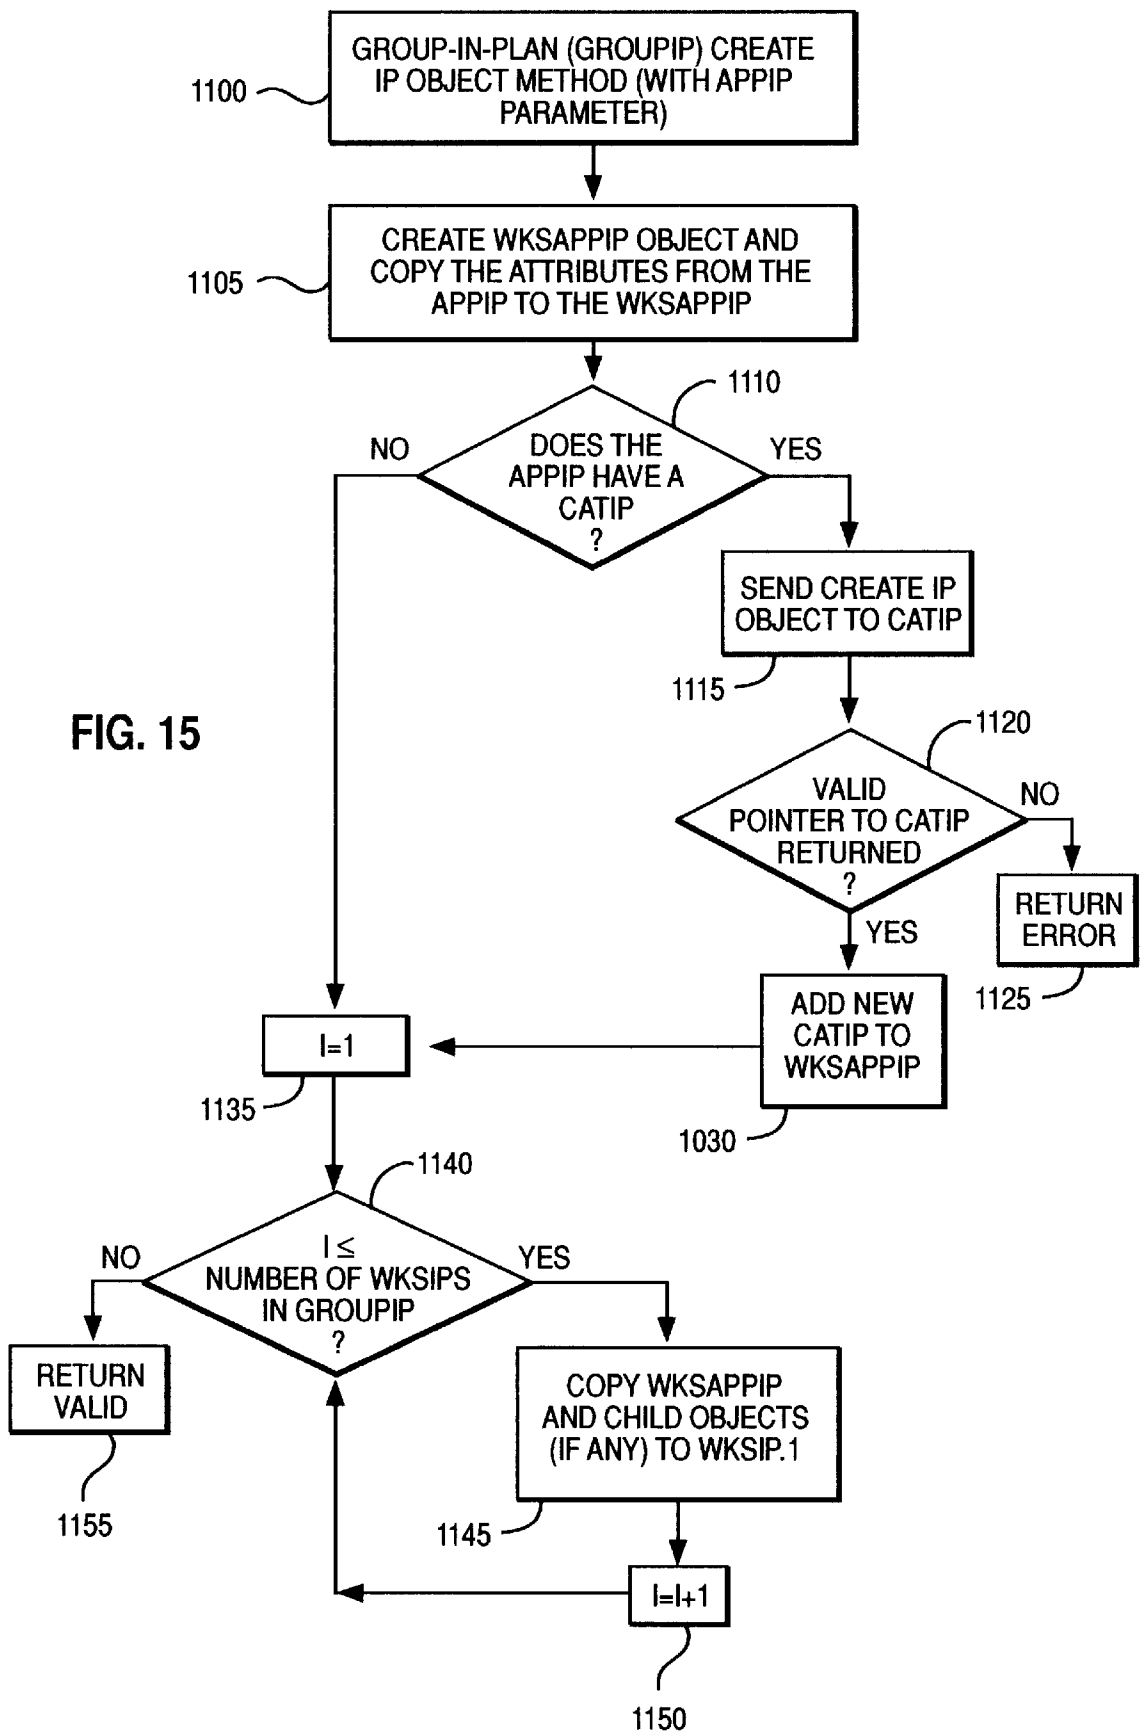 GROUP-IN-PLAN (GROUPIP) CREATE
IP OBJECT METHOD (WITH APPIP
PARAMETER)
1100
CREATE WKSAPPIP OBJECT AND
COPY THE ATTRIBUTES FROM THE
APPIP TO THE WKSAPPIP
1105
1110
NO
DOES THE
APPIP HAVE A
CATIP
?
YES
SEND CREATE IP
OBJECT TO CATIP
1115
FIG. 15
1120
VALID
POINTER TO CATIP
RETURNED
?
NO
YES
RETURN
ERROR
1125
ADD NEW
CATIP TO
WKSAPPIP
1030
I=1
1135
1140
NO
I ≤
NUMBER OF WKSIPS
IN GROUPIP
?
YES
RETURN
VALID
1155
COPY WKSAPPIP
AND CHILD OBJECTS
(IF ANY) TO WKSIP.1
1145
I=I+1
1150